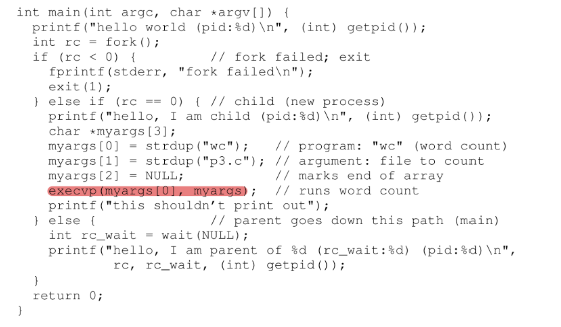 int main(int argc, char *argv[]) {
  printf("hello world (pid:%d)\n", (int) getpid());
  int rc = fork();
  if (rc < 0) {         // fork failed; exit
    fprintf(stderr, "fork failed\n");
    exit(1);
  } else if (rc == 0) { // child (new process)
    printf("hello, I am child (pid:%d)\n", (int) getpid());
    char *myargs[3];
    myargs[0] = strdup("wc");   // program: "wc" (word count)
    myargs[1] = strdup("p3.c"); // argument: file to count
    myargs[2] = NULL;           // marks end of array
    execvp(myargs[0], myargs);  // runs word count
    printf("this shouldn't print out");
  } else {              // parent goes down this path (main)
    int rc_wait = wait(NULL);
    printf("hello, I am parent of %d (rc_wait:%d) (pid:%d)\n",
            rc, rc_wait, (int) getpid());
  }
  return 0;
}